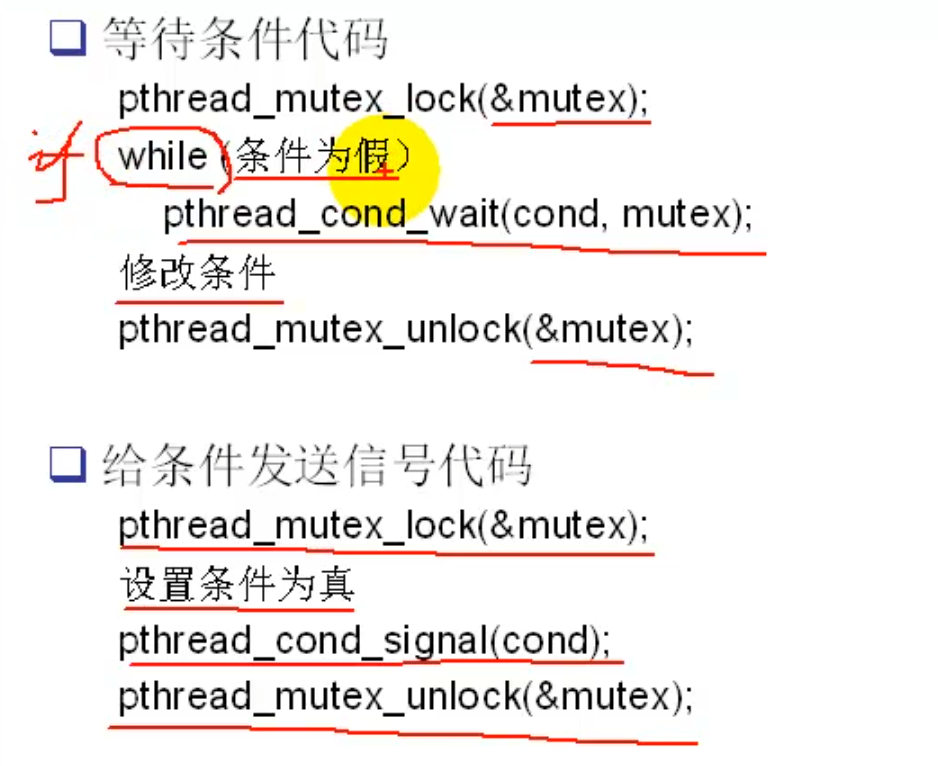 等待条件代码
pthread_mutex_lock(&mutex);
if while (条件为假)
pthread_cond_wait(cond, mutex);
修改条件
pthread_mutex_unlock(&mutex);
给条件发送信号代码
pthread_mutex_lock(&mutex);
设置条件为真
pthread_cond_signal(cond);
pthread_mutex_unlock(&mutex);